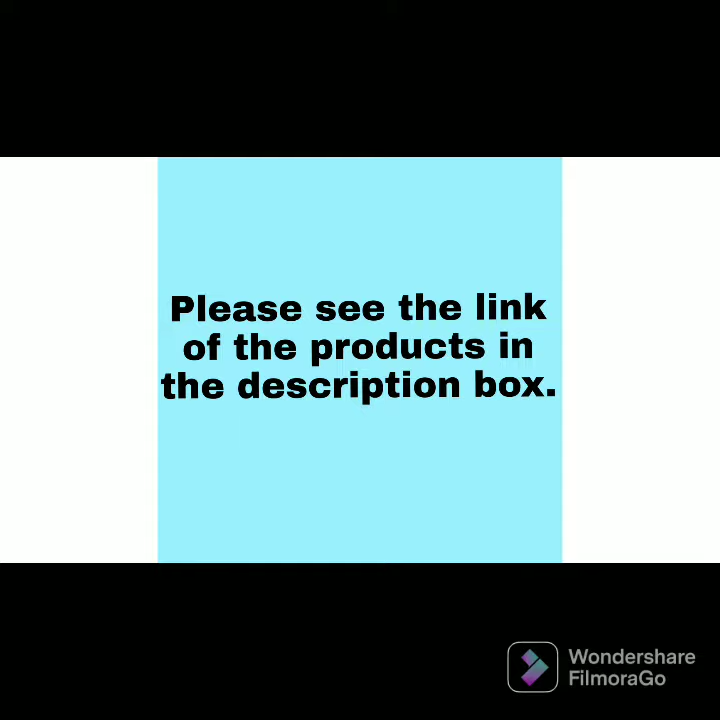 Please see the link
of the products in
the description box.
Wondershare
FilmoraGo